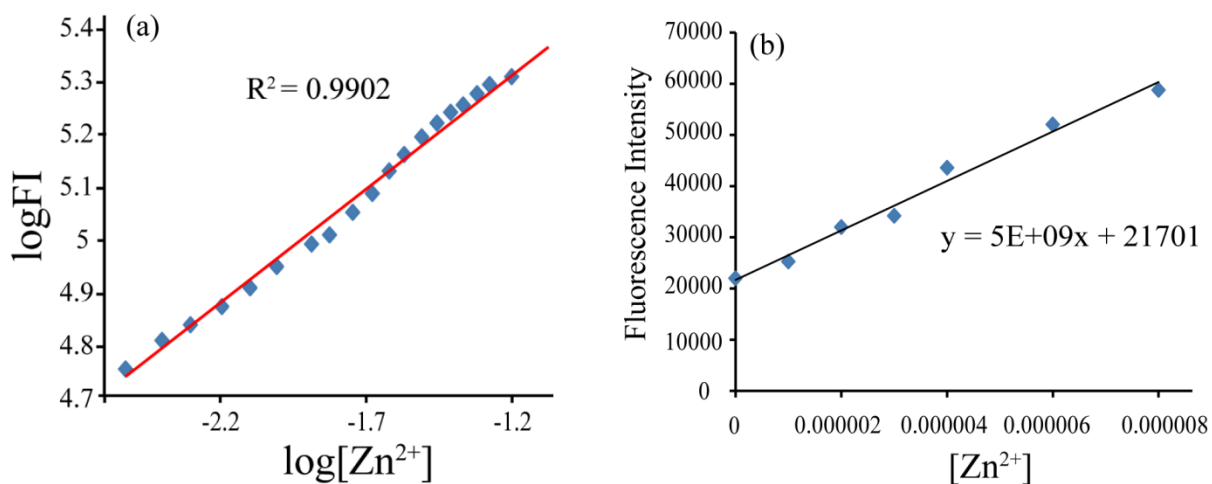 (a)
R² = 0.9902
logFI
5.4
5.3
5.2
5.1
5
4.9
4.8
4.7
-2.2 -1.7 -1.2
log[Zn²⁺]
(b)
Fluorescence Intensity
70000
60000
50000
40000
30000
20000
10000
0
y = 5E+09x + 21701
0 0.000002 0.000004 0.000006 0.000008
[Zn²⁺]